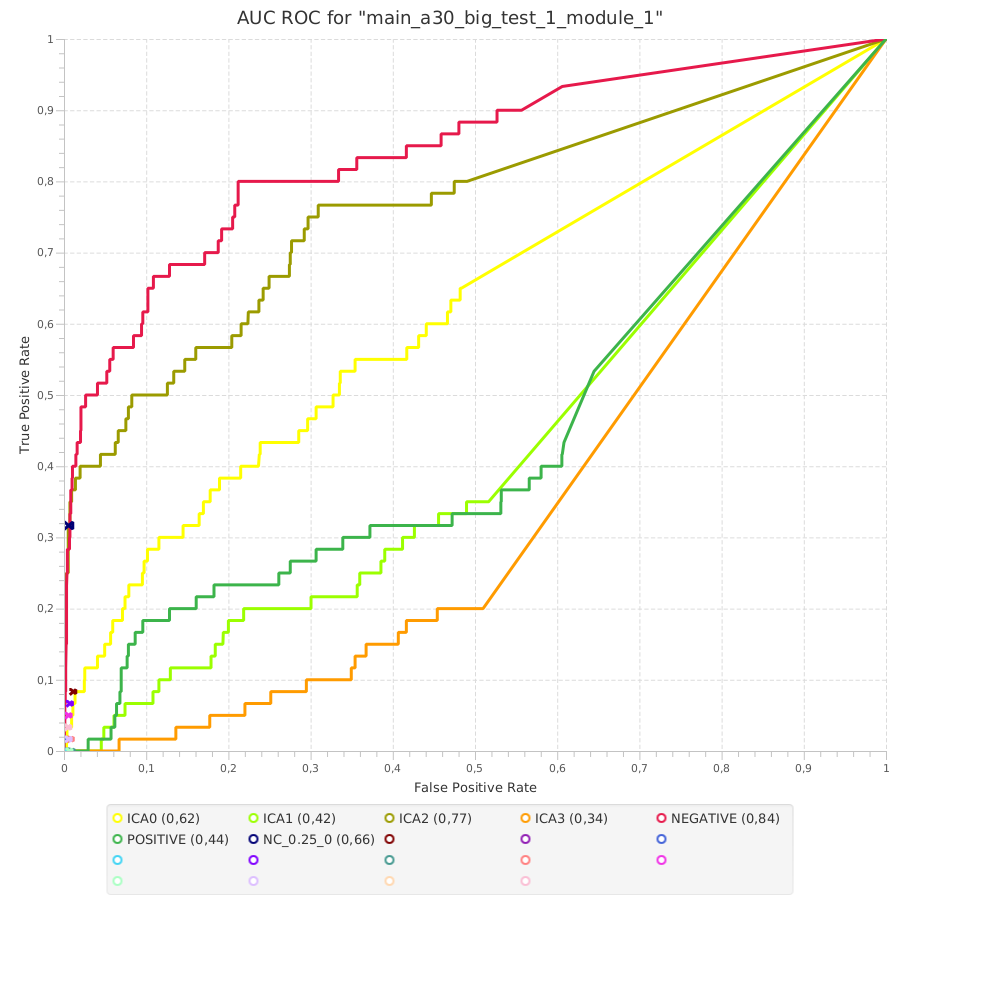 AUC ROC for "main_a30_big_test_1_module_1"
1
0,9
0,8
0,7
0,6
0,5
0,4
0,3
0,2
0,1
0
True Positive Rate
0 0,1 0,2 0,3 0,4 0,5 0,6 0,7 0,8 0,9 1
False Positive Rate
ICA0 (0,62) ICA1 (0,42) ICA2 (0,77) ICA3 (0,34) NEGATIVE (0,84)
POSITIVE (0,44) NC_0.25_0 (0,66)